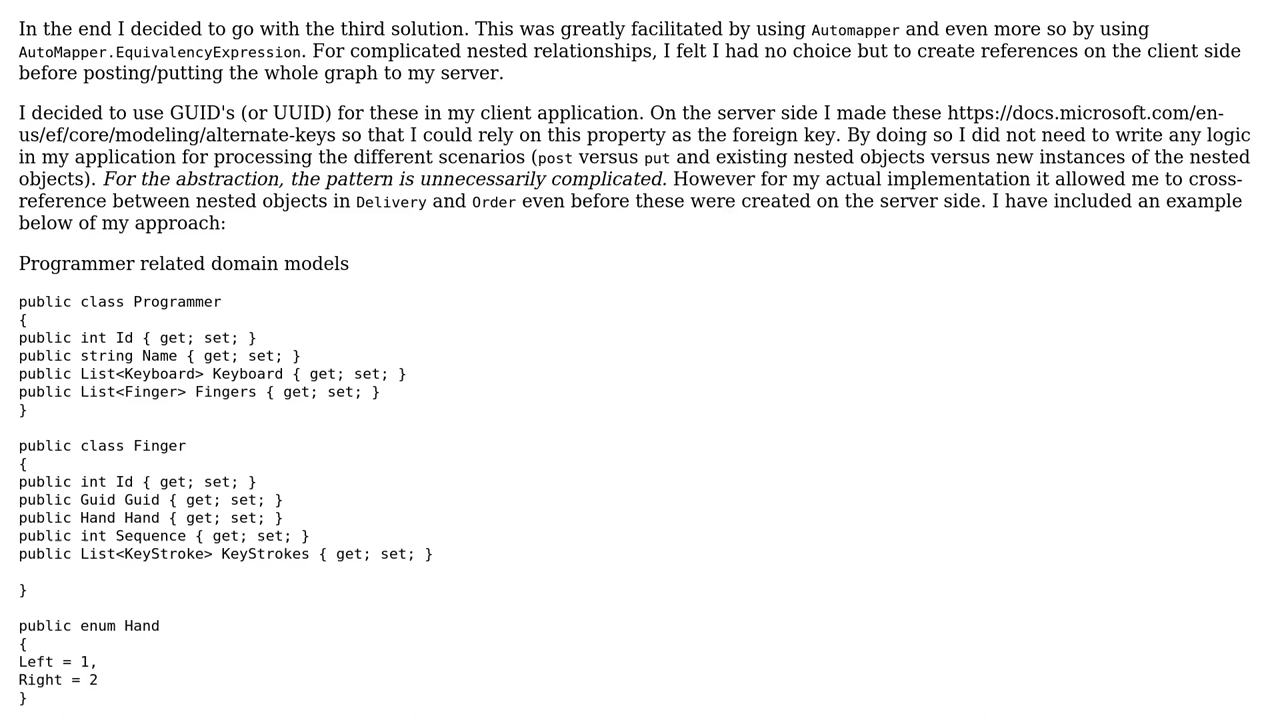 In the end I decided to go with the third solution. This was greatly facilitated by using Automapper and even more so by using
AutoMapper.EquivalencyExpression. For complicated nested relationships, I felt I had no choice but to create references on the client side
before posting/putting the whole graph to my server.
I decided to use GUID's (or UUID) for these in my client application. On the server side I made these https://docs.microsoft.com/en-
us/ef/core/modeling/alternate-keys so that I could rely on this property as the foreign key. By doing so I did not need to write any logic
in my application for processing the different scenarios (post versus put and existing nested objects versus new instances of the nested
objects). For the abstraction, the pattern is unnecessarily complicated. However for my actual implementation it allowed me to cross-
reference between nested objects in Delivery and Order even before these were created on the server side. I have included an example
below of my approach:
Programmer related domain models
public class Programmer
{
public int Id { get; set; }
public string Name { get; set; }
public List<Keyboard> Keyboard { get; set; }
public List<Finger> Fingers { get; set; }
}
public class Finger
{
public int Id { get; set; }
public Guid Guid { get; set; }
public Hand Hand { get; set; }
public int Sequence { get; set; }
public List<KeyStroke> KeyStrokes { get; set; }
}
public enum Hand
{
Left = 1,
Right = 2
}